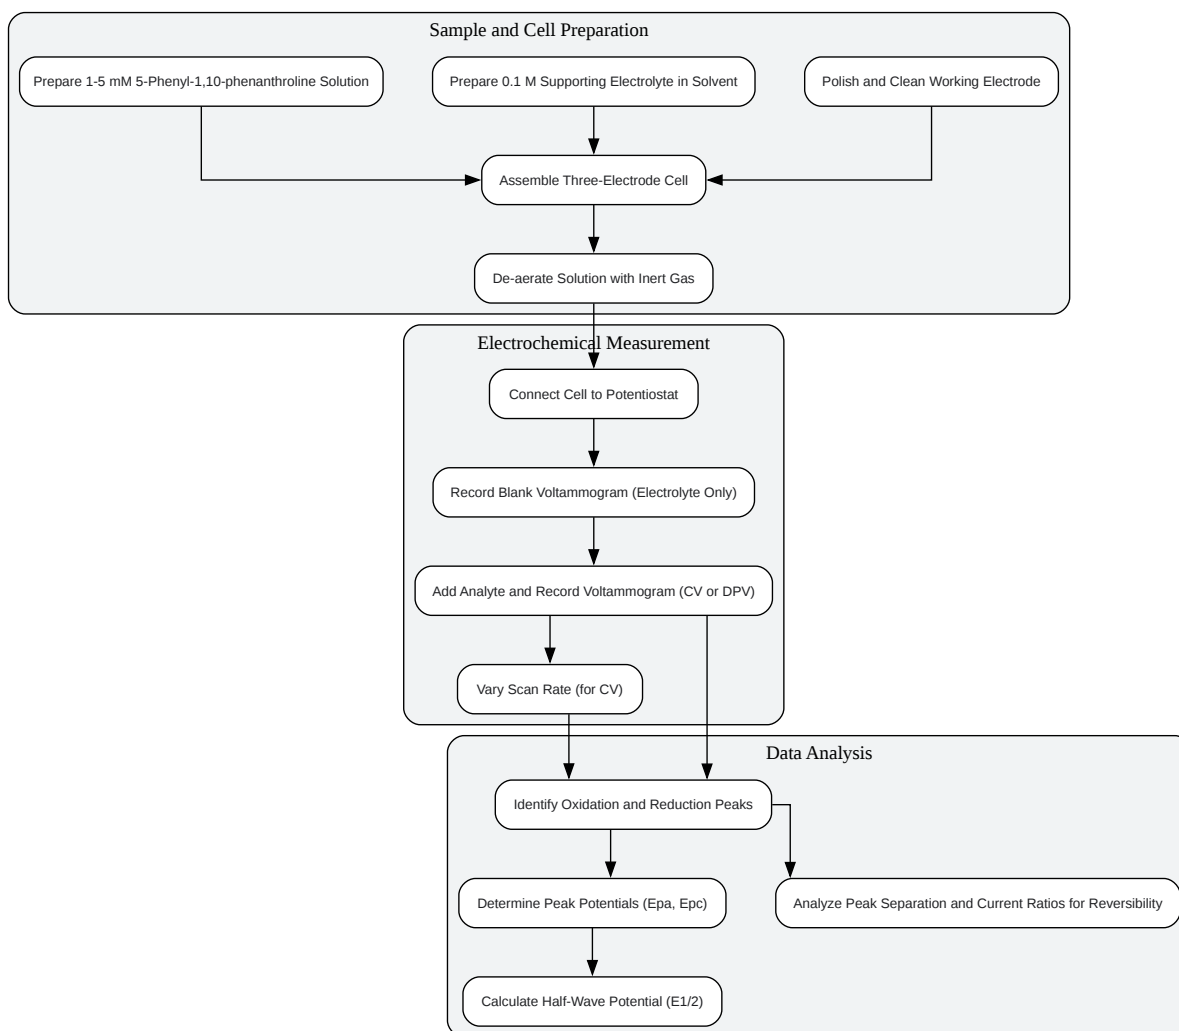 Sample and Cell Preparation
Prepare 1-5 mM 5-Phenyl-1,10-phenanthroline Solution
Prepare 0.1 M Supporting Electrolyte in Solvent
Polish and Clean Working Electrode
Assemble Three-Electrode Cell
De-aerate Solution with Inert Gas
Electrochemical Measurement
Connect Cell to Potentiostat
Record Blank Voltammogram (Electrolyte Only)
Add Analyte and Record Voltammogram (CV or DPV)
Vary Scan Rate (for CV)
Data Analysis
Identify Oxidation and Reduction Peaks
Determine Peak Potentials (Epa, Epc)
Analyze Peak Separation and Current Ratios for Reversibility
Calculate Half-Wave Potential (E1/2)